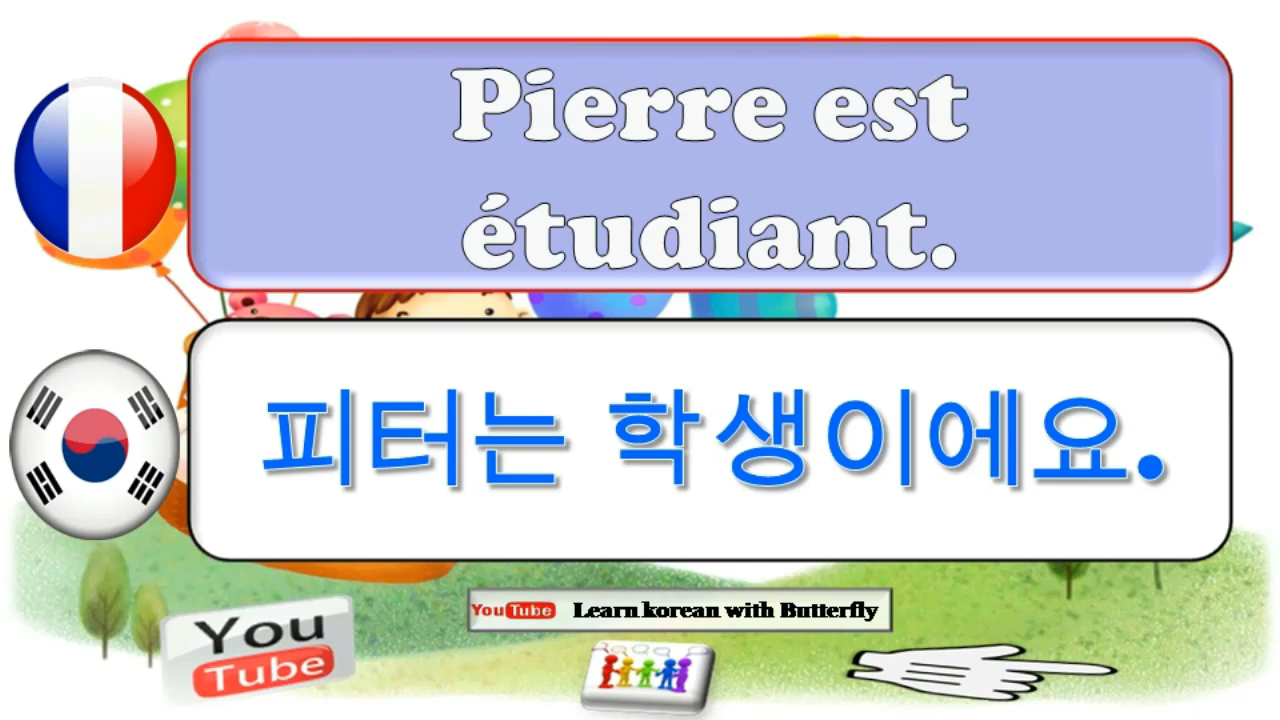 Pierre est
étudiant.
피터는 학생이에요.
YouTube Learn korean with Butterfly
You
Tube